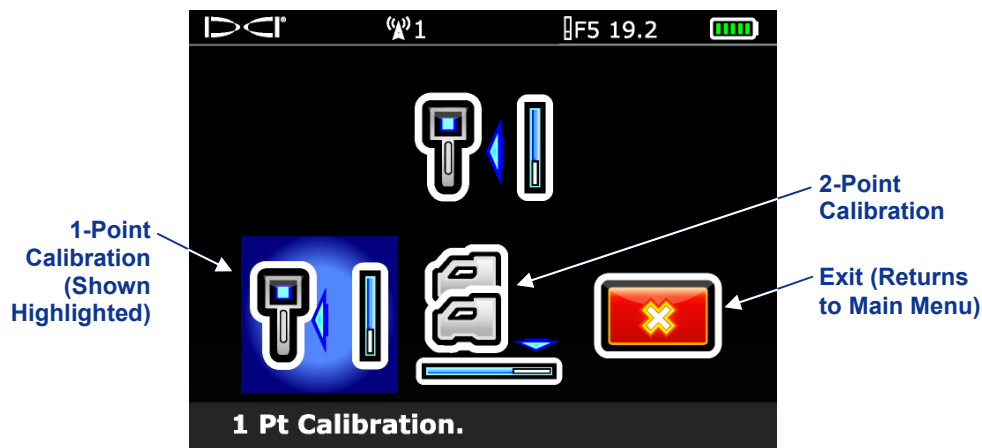 DCI®
1
F5 19.2
2-Point
Calibration
1-Point
Calibration
(Shown
Highlighted)
Exit (Returns
to Main Menu)
1 Pt Calibration.